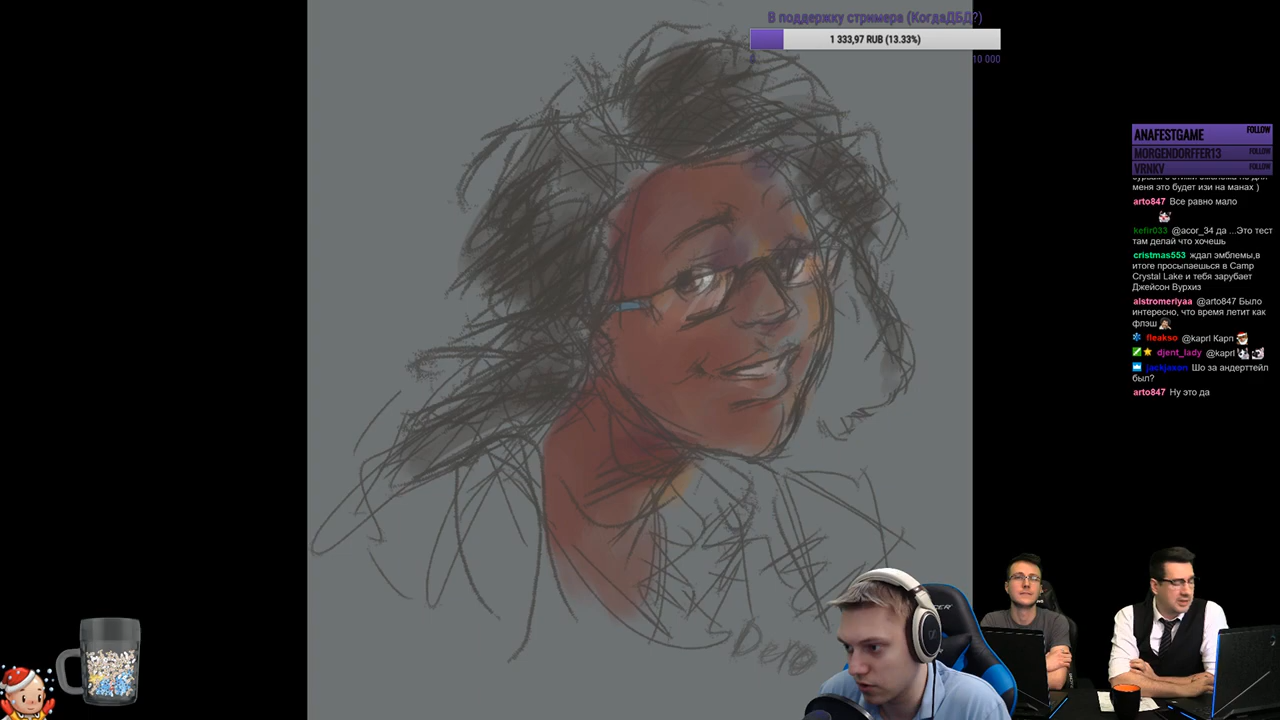 В поддержку стримера (КогдаДБД?)
1 333,97 RUB (13.33%)
0
10 000
ANAFESTGAME
FOLLOW
MORGENDORFFER13
FOLLOW
VRNKV
FOLLOW
меня это будет изи на манах )
arto847 Все равно мало
kefir033 @acor_34 да ...Это тест
там делай что хочешь
cristmas553 ждал эмблемы,в
итоге просыпаешься в Camp
Crystal Lake и тебя зарубает
Джейсон Вурхиз
alstromeriyaa @arto847 Было
интересно, что время летит как
флэш
fleakso @kaprl Карп
djent_lady @kaprl
jackjason Шо за андерттейл
был?
arto847 Ну это да
Dero